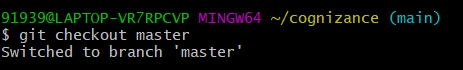 91939@LAPTOP-VR7RPCVP MINGW64 ~/cognizance (main)
$ git checkout master
Switched to branch 'master'